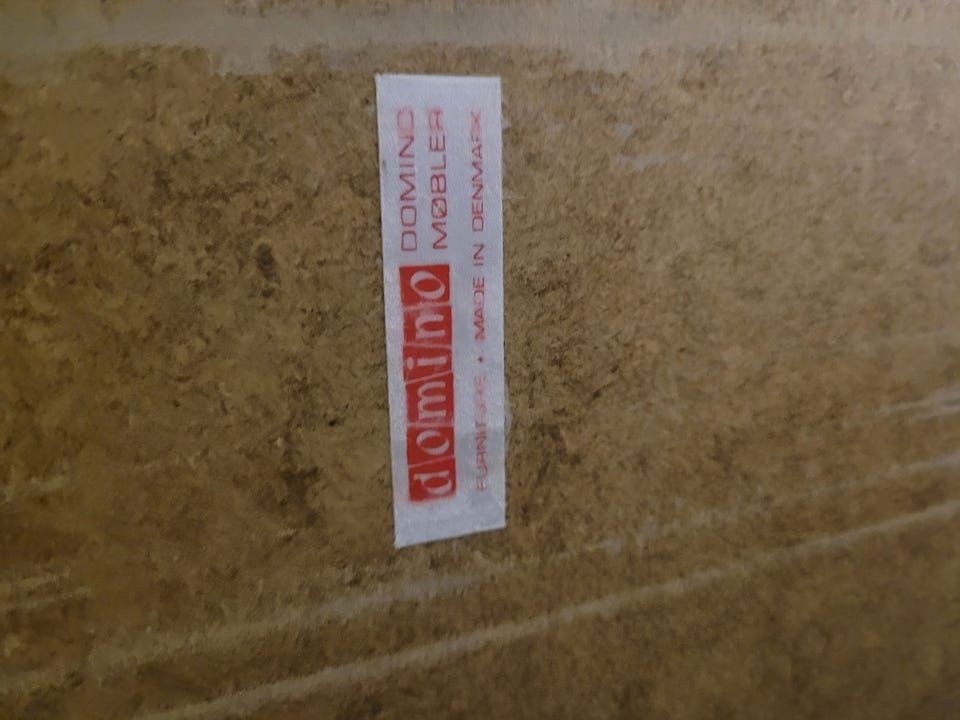 domino
DOMINO
MØBLER
FURNITURE • MADE IN DENMARK